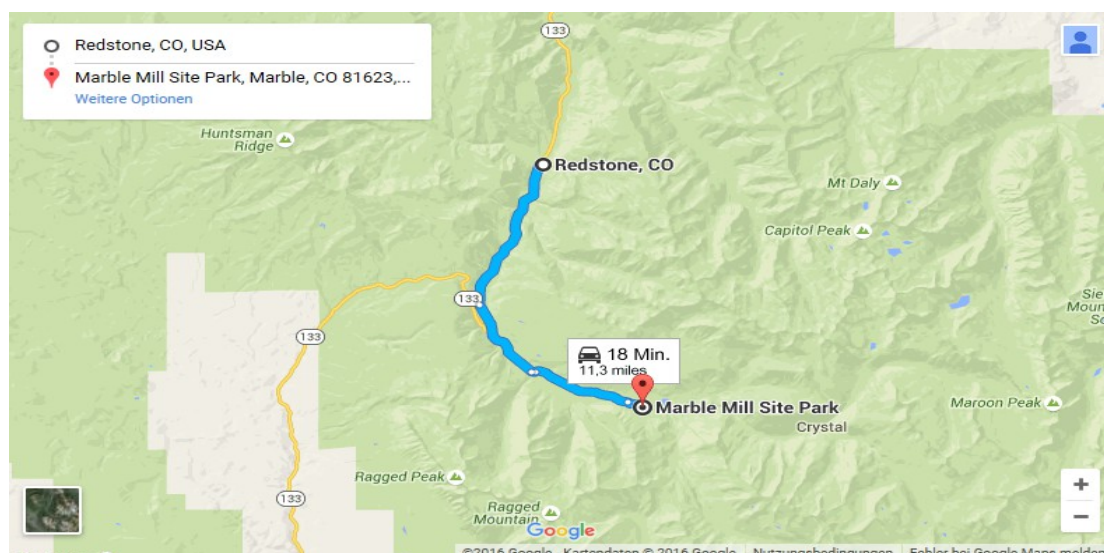 Redstone, CO, USA
Marble Mill Site Park, Marble, CO 81623,...
Weitere Optionen
133
Huntsman
Ridge
Redstone, CO
Mt Daly
Capitol Peak
133
133
18 Min.
11,3 miles
Marble Mill Site Park
Crystal
Maroon Peak
Ragged Peak
133
Ragged
Mountain
Google
+
−
©2016 Google - Kartendaten © 2016 Google
Nutzungsbedingungen
Fehler bei Google Maps melden